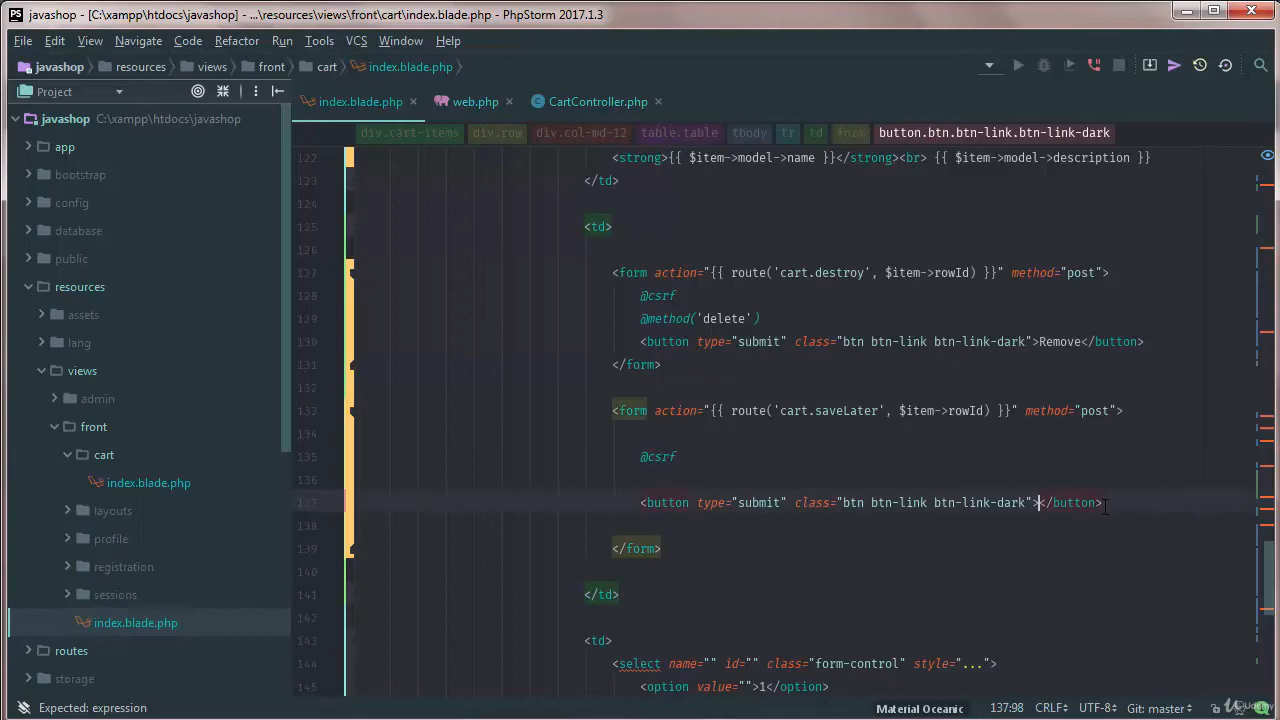 javashop - [C:\xampp\htdocs\javashop] - ...\resources\views\front\cart\index.blade.php - PhpStorm 2017.1.3
File Edit View Navigate Code Refactor Run Tools VCS Window Help
javashop resources views front cart index.blade.php
Project
index.blade.php web.php CartController.php
javashop C:\xampp\htdocs\javashop
app
bootstrap
config
database
public
resources
assets
lang
views
admin
front
cart
index.blade.php
layouts
profile
registration
sessions
index.blade.php
routes
storage
div.cart-items div.row div.col-md-12 table.table tbody tr td form button.btn.btn-link.btn-link-dark
122 <strong>{{ $item->model->name }}</strong><br> {{ $item->model->description }}
123 </td>
124
125 <td>
126
127 <form action="{{ route('cart.destroy', $item->rowId) }}" method="post">
128 @csrf
129 @method('delete')
130 <button type="submit" class="btn btn-link btn-link-dark">Remove</button>
131 </form>
132
133 <form action="{{ route('cart.saveLater', $item->rowId) }}" method="post">
134
135 @csrf
136
137 <button type="submit" class="btn btn-link btn-link-dark"></button>
139 </form>
140
141 </td>
142
143 <td>
144 <select name="" id="" class="form-control" style="...">
145 <option value="">1</option>
Expected: expression
Material Oceanic 137:98 CRLF UTF-8 Git: master
Udemy